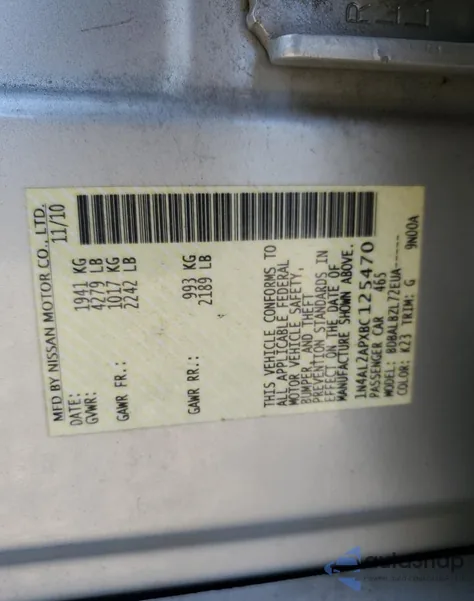 MFD BY NISSAN MOTOR CO., LTD.
DATE: 11/10
GVWR: 1941 KG
4279 LB
GAWR FR.: 1017 KG
2242 LB
GAWR RR.: 993 KG
2189 LB
THIS VEHICLE CONFORMS TO
ALL APPLICABLE FEDERAL
MOTOR VEHICLE SAFETY,
BUMPER, AND THEFT
PREVENTION STANDARDS IN
EFFECT ON THE DATE OF
MANUFACTURE SHOWN ABOVE.
1N4AL2APXBC125470
PASSENGER CAR 465
MODEL: BDBALBZL72EUA-----
COLOR: K23 TRIM: G 9N00A
autosnap